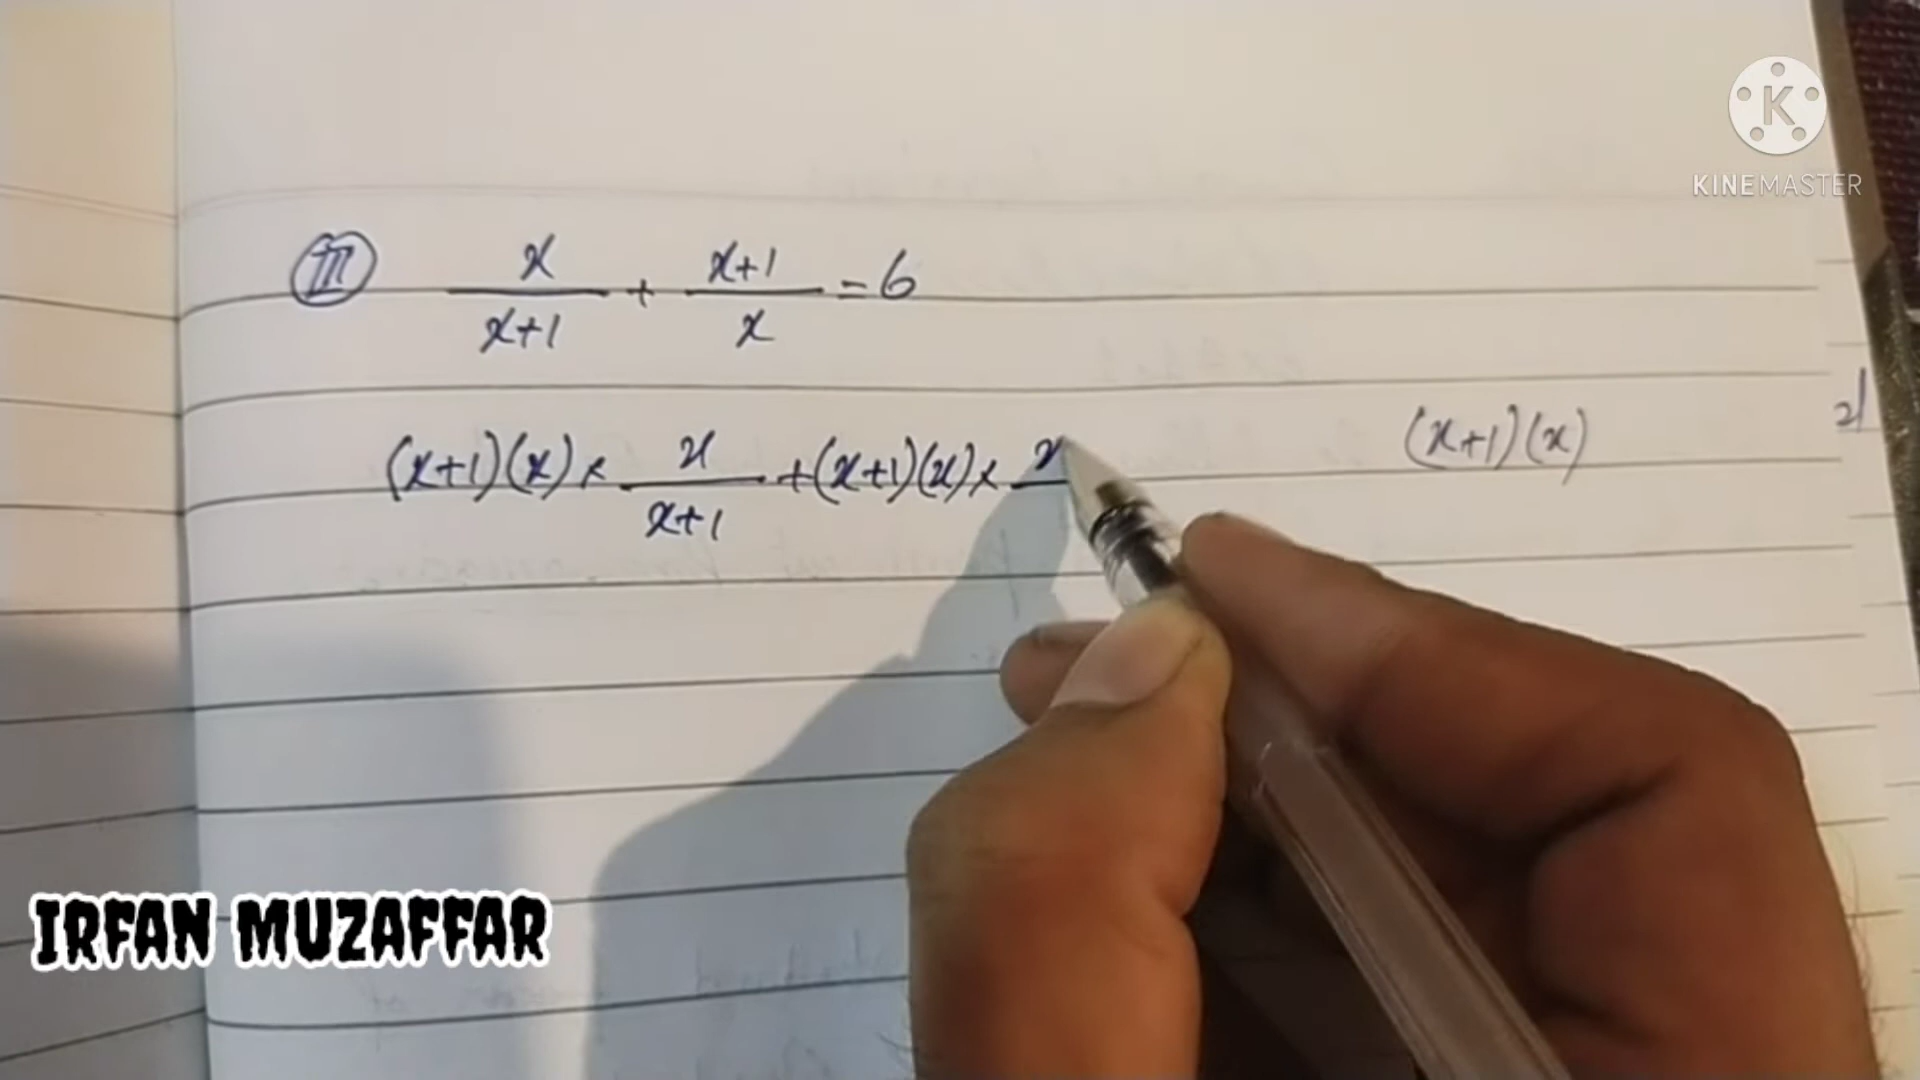 KINEMASTER
III x/(x+1) + (x+1)/x = 6
(x+1)(x) × x/(x+1) + (x+1)(x) × x
(x+1)(x)
IRFAN MUZAFFAR